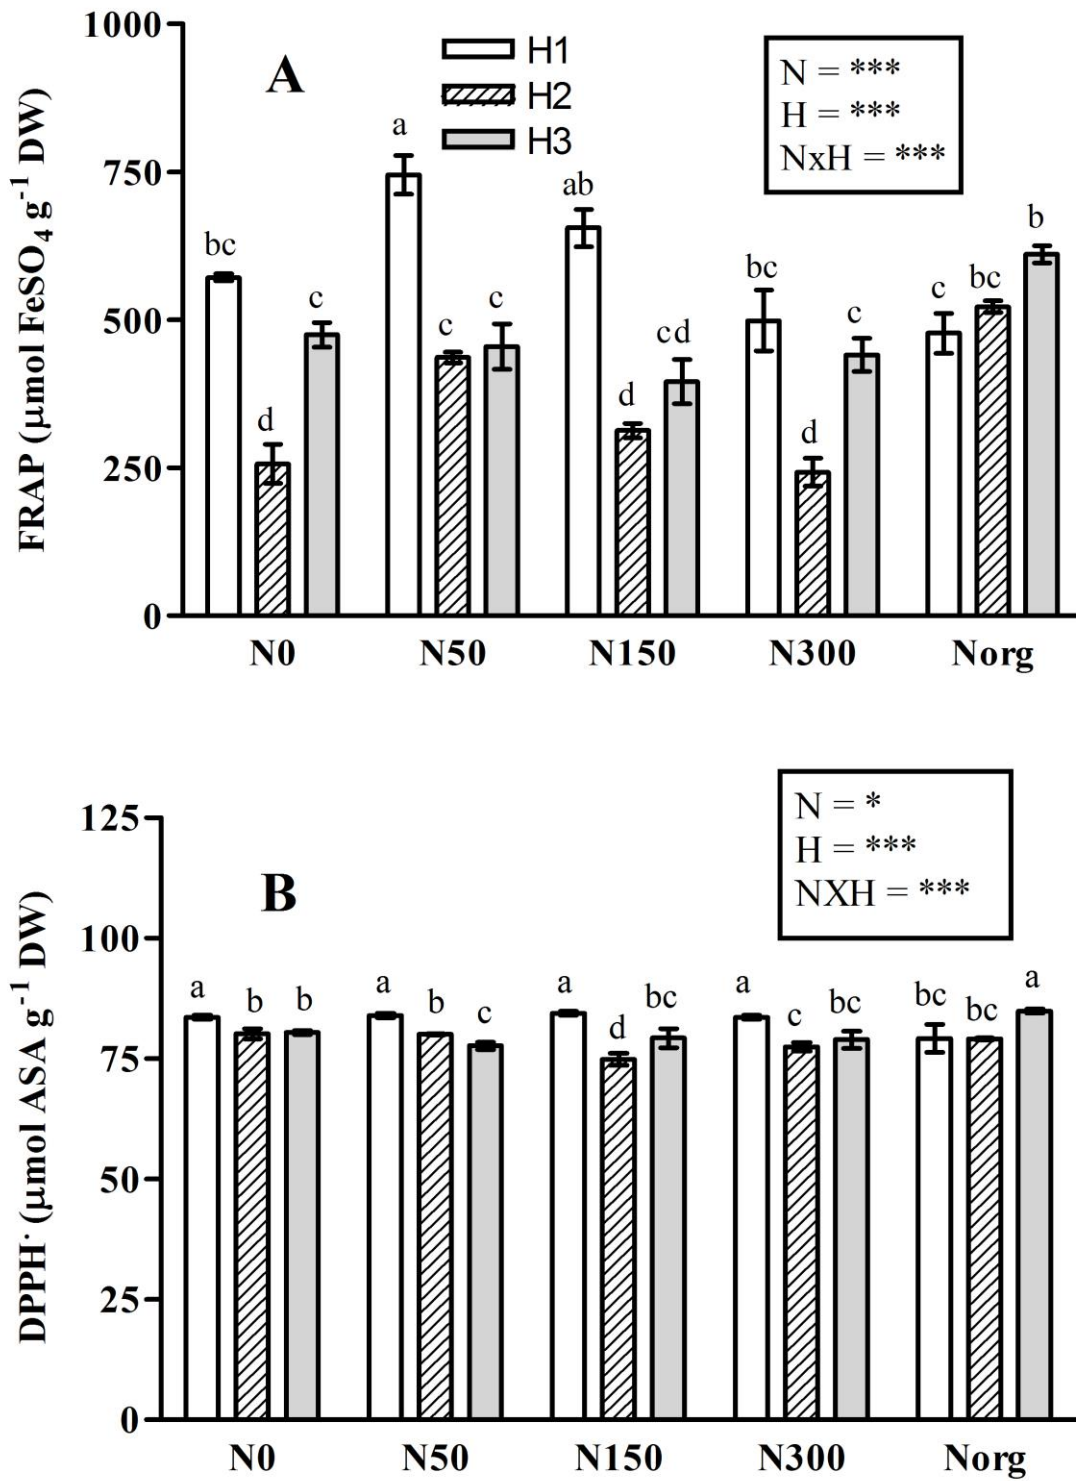 1000
A
H1
H2
H3
N = ***
H = ***
NxH = ***
FRAP (µmol FeSO₄ g⁻¹ DW)
750
500
250
0
bc
d
c
a
c
c
ab
d
c d
bc
d
c
c
bc
b
N0 N50 N150 N300 Norg
B
N = *
H = ***
NXH = ***
DPPH· (µmol ASA g⁻¹ DW)
125
100
75
50
25
0
a b b a b c a d bc a c bc bc bc a
N0 N50 N150 N300 Norg